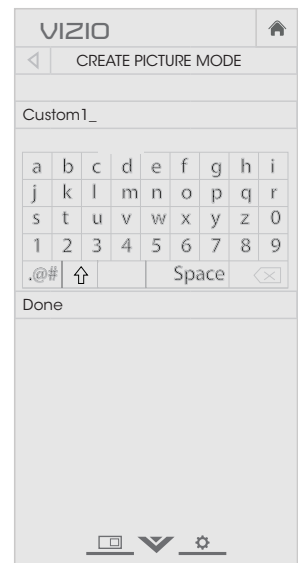 VIZIO
CREATE PICTURE MODE
Custom1_
a b c d e f g h i
j k l m n o p q r
s t u v w x y z 0
1 2 3 4 5 6 7 8 9
.@# Space
Done